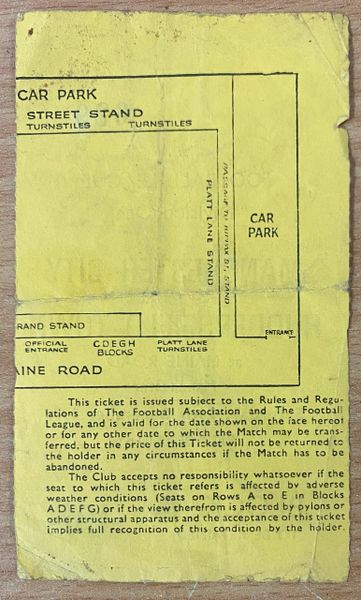 CAR PARK
STREET STAND
TURNSTILES TURNSTILES
PLATT LANE STAND
PASSAGE TO KIPPAX ST. STAND
CAR
PARK
RAND STAND
ENTRANCE
OFFICIAL
ENTRANCE
C D E G H
BLOCKS
PLATT LANE
TURNSTILES
AINE ROAD
This ticket is issued subject to the Rules and Regu-
lations of The Football Association and The Football
League, and is valid for the date shown on the face hereof
or for any other date to which the Match may be trans-
ferred, but the price of this Ticket will not be returned to
the holder in any circumstances if the Match has to be
abandoned.
The Club accepts no responsibility whatsoever if the
seat to which this ticket refers is affected by adverse
weather conditions (Seats on Rows A to E in Blocks
A D E F G) or if the view therefrom is affected by pylons or
other structural apparatus and the acceptance of this ticket
implies full recognition of this condition by the holder.